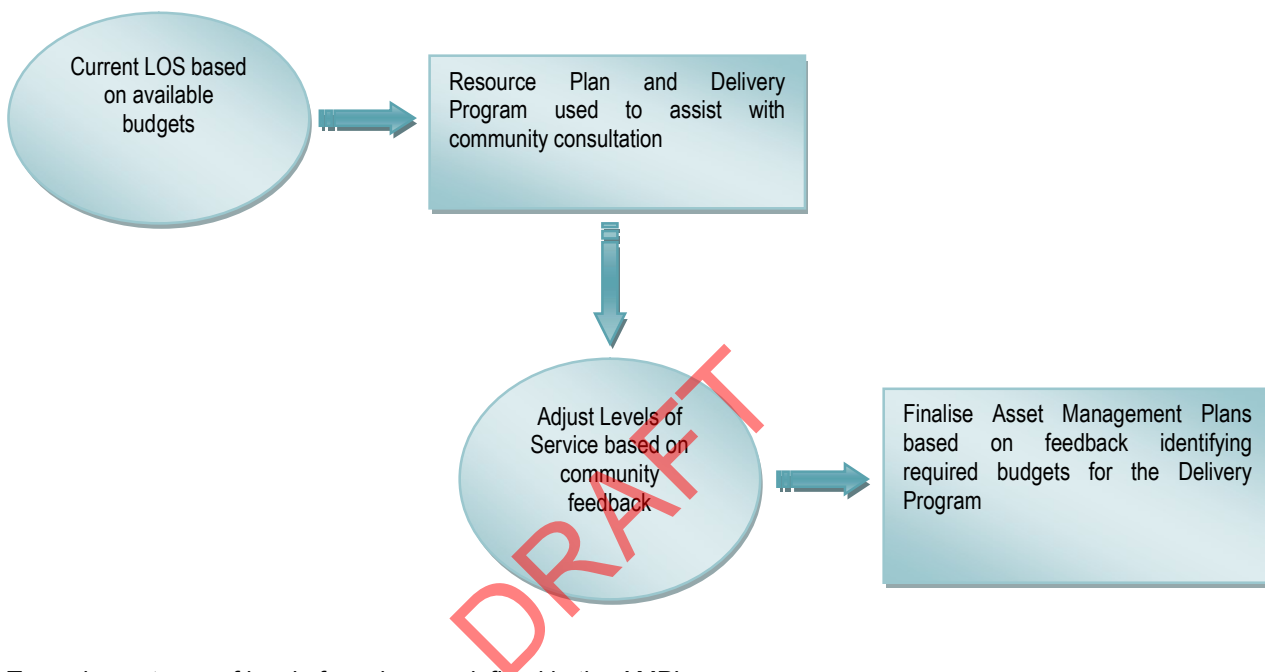 Current LOS based
on available
budgets
Resource Plan and Delivery
Program used to assist with
community consultation
Adjust Levels of
Service based on
community
feedback
Finalise Asset Management Plans
based on feedback identifying
required budgets for the Delivery
Program
DRAFT